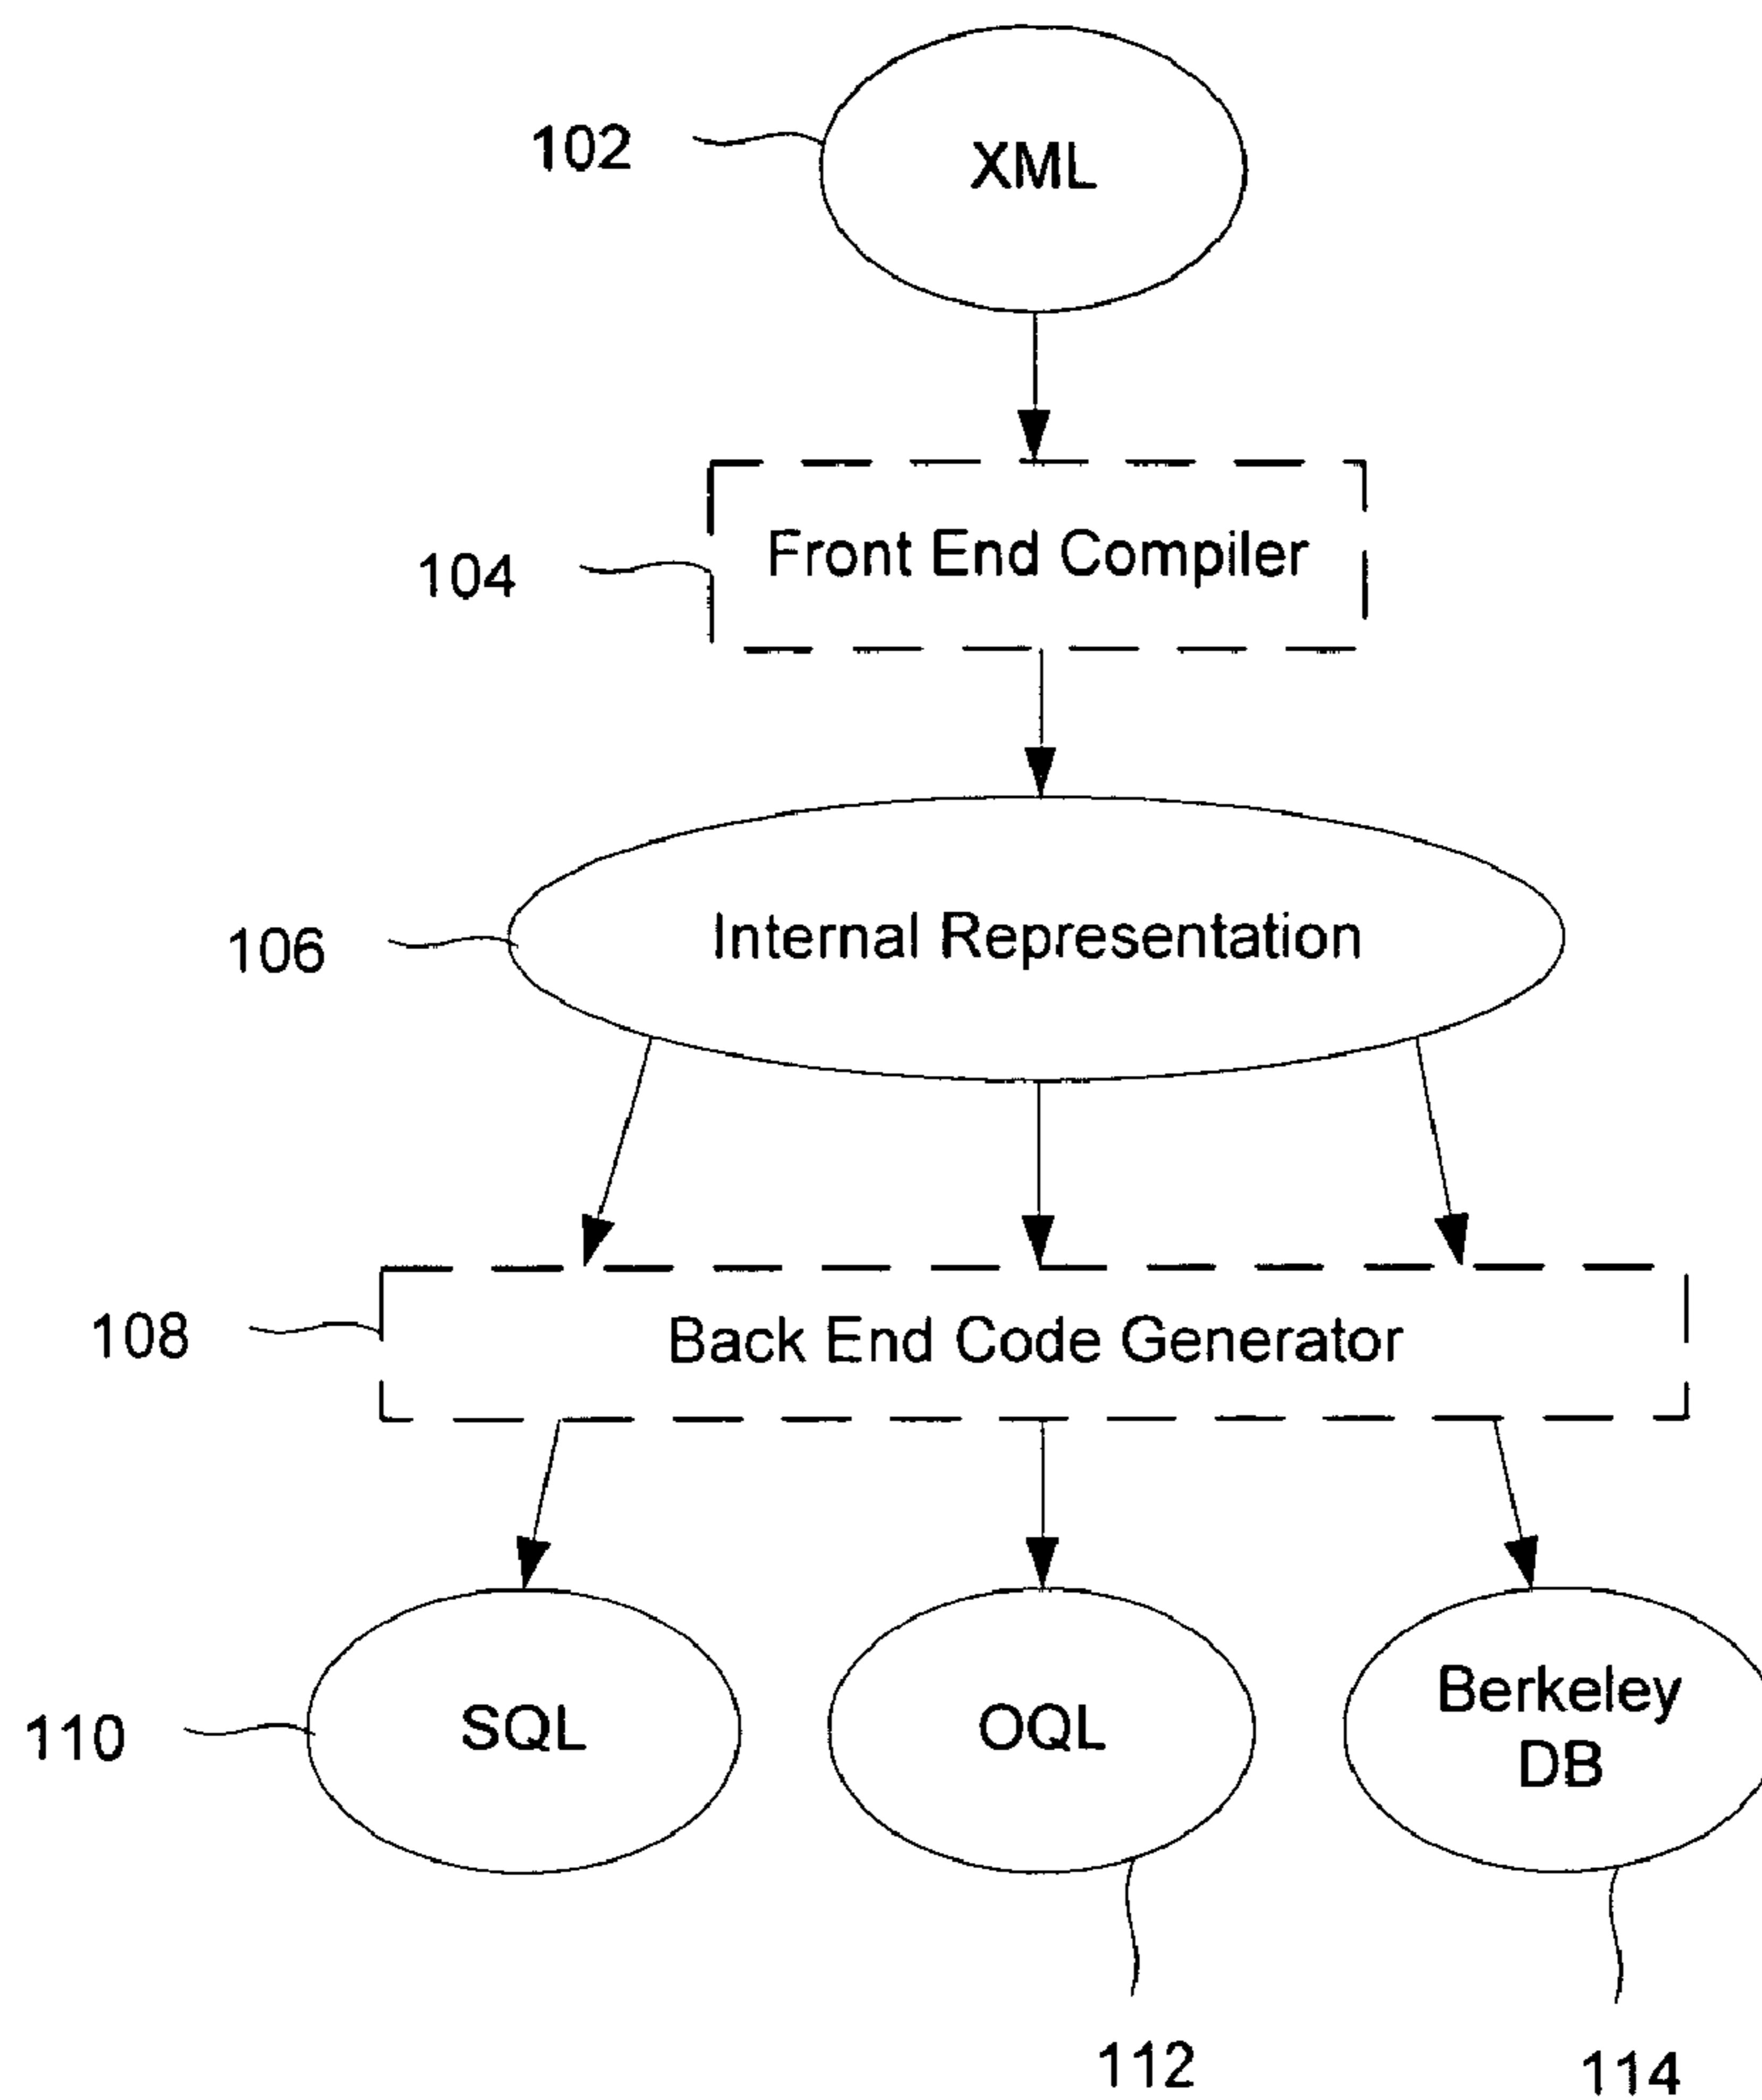 102
XML
104
Front End Compiler
106
Internal Representation
108
Back End Code Generator
110
SQL
OQL
Berkeley
DB
112
114